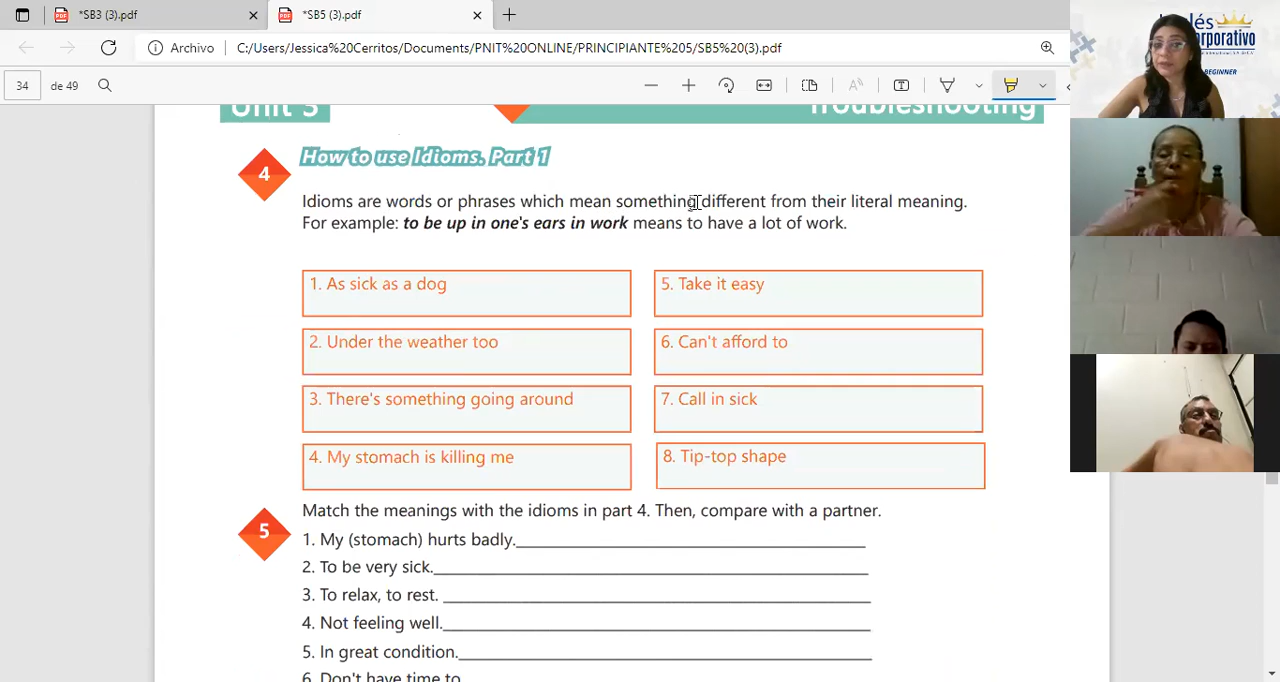 *SB3 (3).pdf
*SB5 (3).pdf
Archivo
C:/Users/Jessica%20Cerritos/Documents/PNIT%20ONLINE/PRINCIPIANTE%205/SB5%20(3).pdf
34
de 49
Inglés
Corporativo
BEGINNER
Unit 5
Troubleshooting
4
How to use Idioms. Part 1
Idioms are words or phrases which mean something different from their literal meaning.
For example: to be up in one's ears in work means to have a lot of work.
1. As sick as a dog
5. Take it easy
2. Under the weather too
6. Can't afford to
3. There's something going around
7. Call in sick
4. My stomach is killing me
8. Tip-top shape
5
Match the meanings with the idioms in part 4. Then, compare with a partner.
1. My (stomach) hurts badly.
2. To be very sick.
3. To relax, to rest.
4. Not feeling well.
5. In great condition.
6. Don't have time to